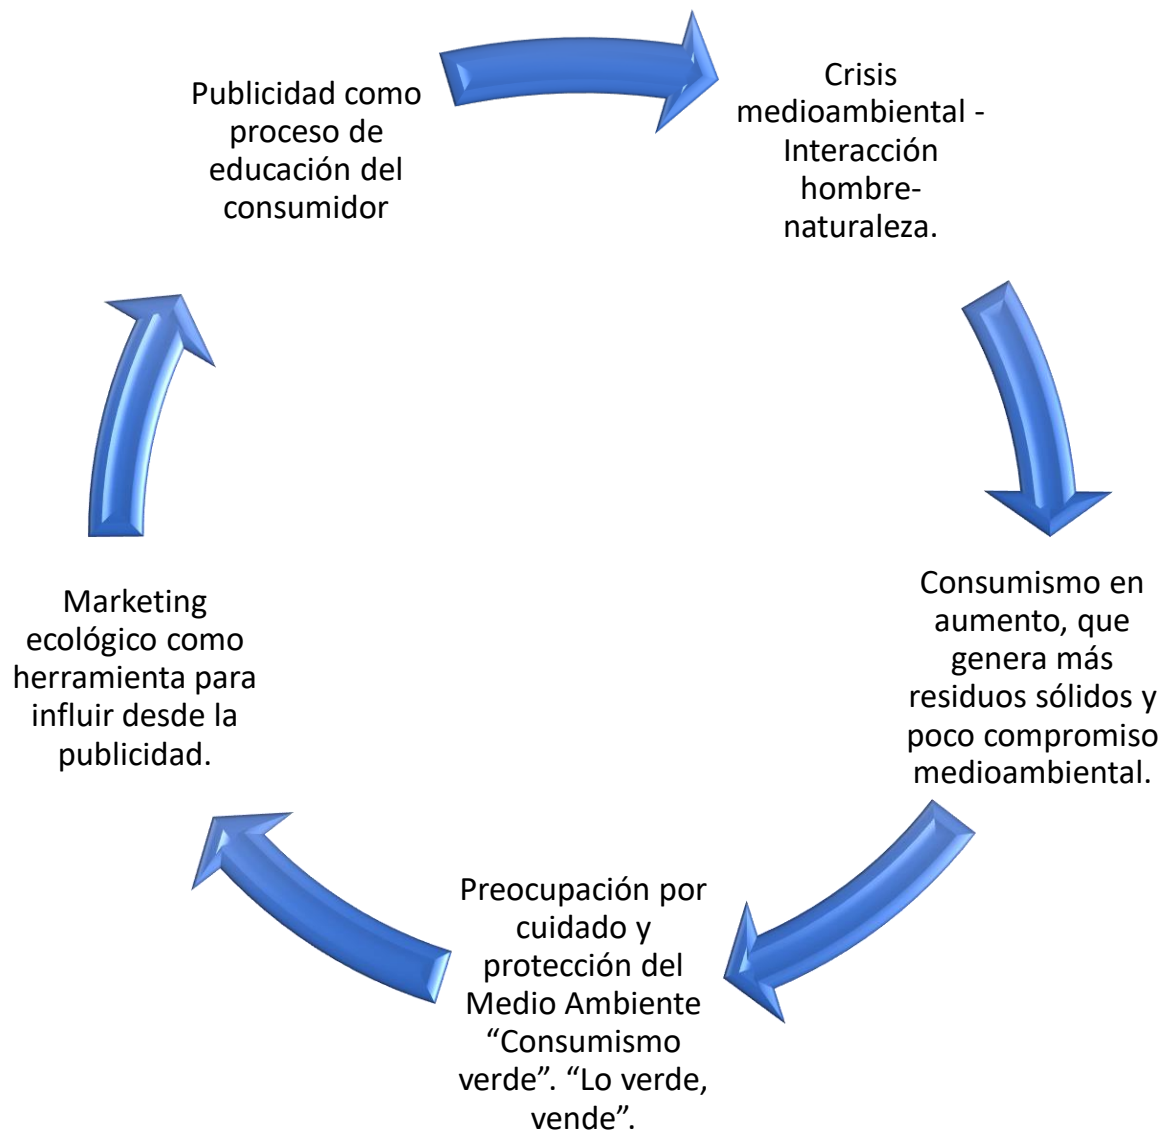 Publicidad como
proceso de
educación del
consumidor
Crisis
medioambiental -
Interacción
hombre-
naturaleza.
Consumismo en
aumento, que
genera más
residuos sólidos y
poco compromiso
medioambiental.
Preocupación por
cuidado y
protección del
Medio Ambiente
“Consumismo
verde”. “Lo verde,
vende”.
Marketing
ecológico como
herramienta para
influir desde la
publicidad.